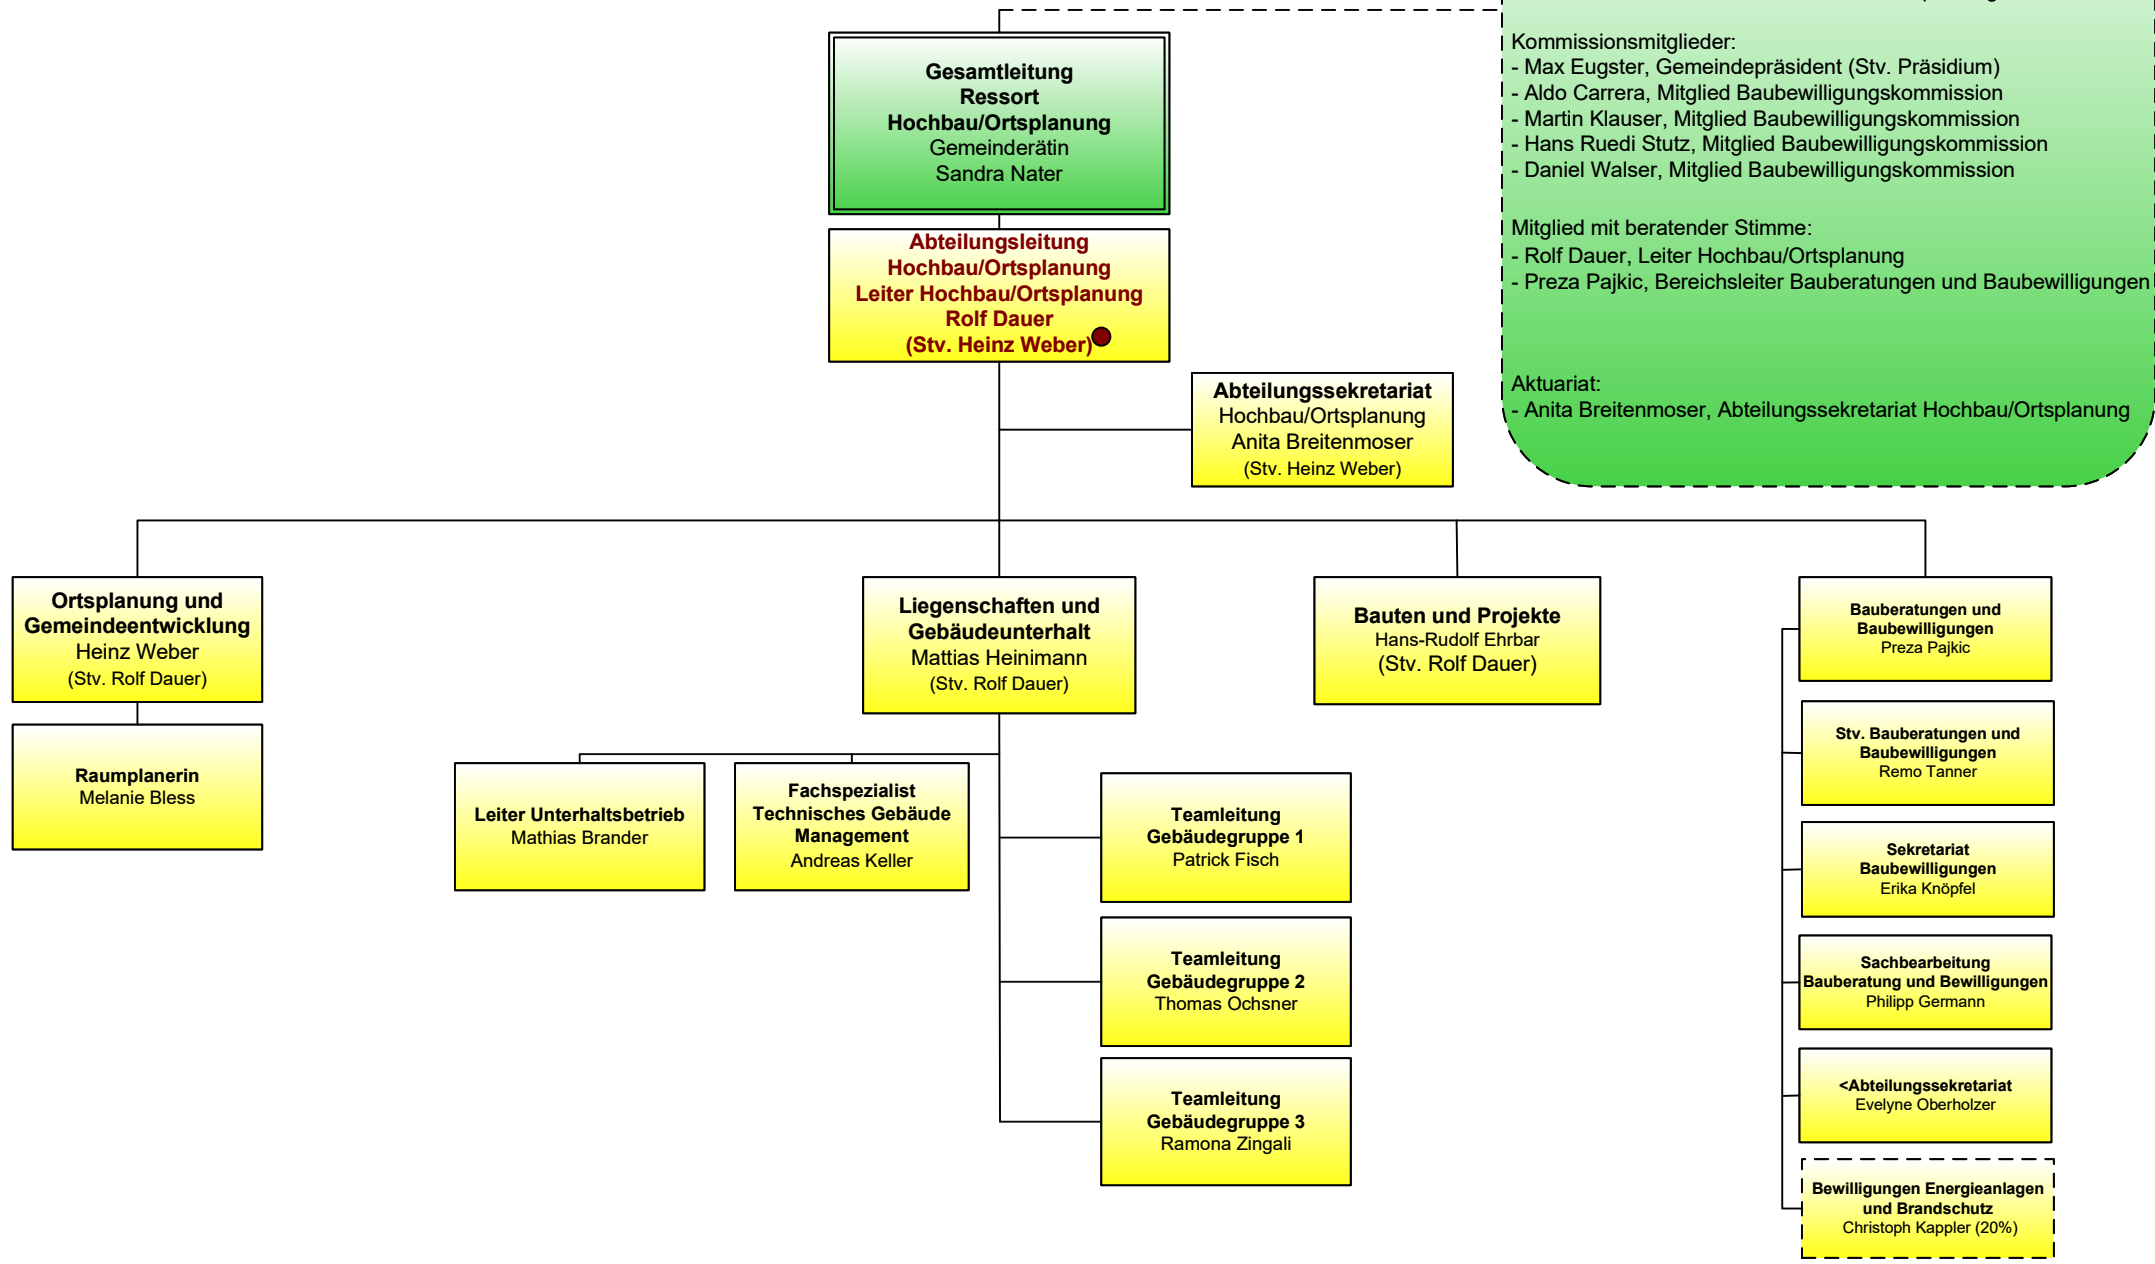 Kommissionsmitglieder:
- Max Eugster, Gemeindepräsident (Stv. Präsidium)
- Aldo Carrera, Mitglied Baubewilligungskommission
- Martin Klauser, Mitglied Baubewilligungskommission
- Hans Ruedi Stutz, Mitglied Baubewilligungskommission
- Daniel Walser, Mitglied Baubewilligungskommission
Mitglied mit beratender Stimme:
- Rolf Dauer, Leiter Hochbau/Ortsplanung
- Preza Pajkic, Bereichsleiter Bauberatungen und Baubewilligungen
Aktuariat:
- Anita Breitenmoser, Abteilungssekretariat Hochbau/Ortsplanung
Gesamtleitung
Ressort
Hochbau/Ortsplanung
Gemeinderätin
Sandra Nater
Abteilungsleitung
Hochbau/Ortsplanung
Leiter Hochbau/Ortsplanung
Rolf Dauer
(Stv. Heinz Weber)
Abteilungssekretariat
Hochbau/Ortsplanung
Anita Breitenmoser
(Stv. Heinz Weber)
Ortsplanung und
Gemeindeentwicklung
Heinz Weber
(Stv. Rolf Dauer)
Raumplanerin
Melanie Bless
Liegenschaften und
Gebäudeunterhalt
Mattias Heinimann
(Stv. Rolf Dauer)
Leiter Unterhaltsbetrieb
Mathias Brander
Fachspezialist
Technisches Gebäude
Management
Andreas Keller
Teamleitung
Gebäudegruppe 1
Patrick Fisch
Teamleitung
Gebäudegruppe 2
Thomas Ochsner
Teamleitung
Gebäudegruppe 3
Ramona Zingali
Bauten und Projekte
Hans-Rudolf Ehrbar
(Stv. Rolf Dauer)
Bauberatungen und
Baubewilligungen
Preza Pajkic
Stv. Bauberatungen und
Baubewilligungen
Remo Tanner
Sekretariat
Baubewilligungen
Erika Knöpfel
Sachbearbeitung
Bauberatung und Bewilligungen
Philipp Germann
<Abteilungssekretariat
Evelyne Oberholzer
Bewilligungen Energieanlagen
und Brandschutz
Christoph Kappler (20%)